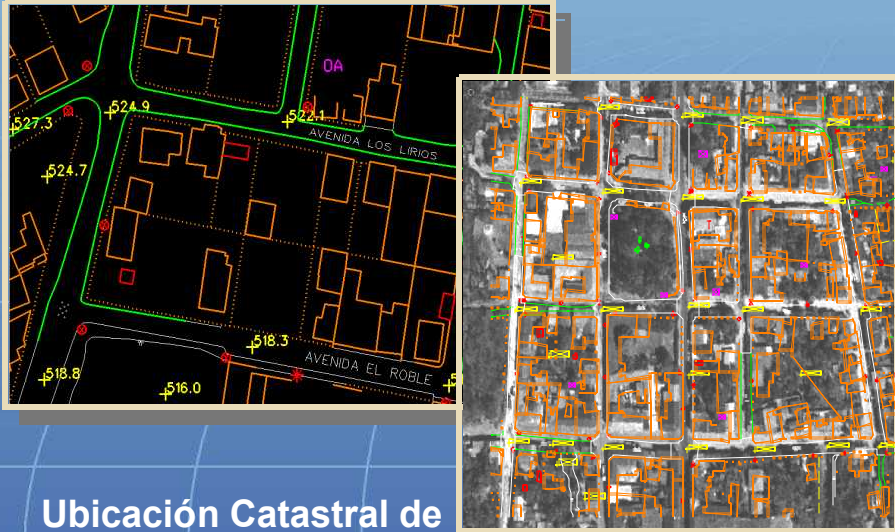 OA
524.9
527.3
522.1
AVENIDA LOS LIRIOS
524.7
518.3
AVENIDA EL ROBLE
518.8
516.0
Ubicación Catastral de